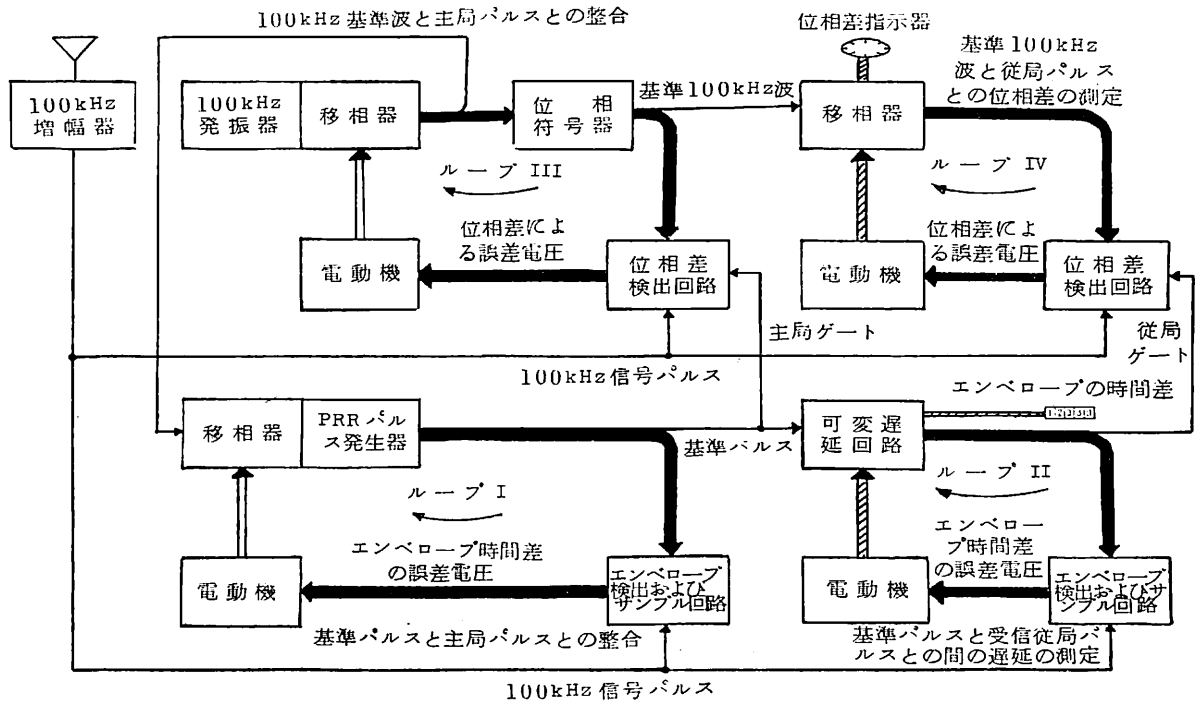 100kHz 基準波と主局パルスとの整合
位相差指示器
100kHz
増幅器
100kHz
発振器
移相器
位相
符号器
基準100kHz波
移相器
基準100kHz
波と従局パルス
との位相差の測定
ループ III
ループ IV
位相差によ
る誤差電圧
位相差によ
る誤差電圧
電動機
位相差
検出回路
電動機
位相差
検出回路
主局ゲート
従局
ゲート
100kHz 信号パルス
エンベロープの時間差
移相器
PRR パル
ス発生器
基準パルス
可変遅
延回路
ループ I
ループ II
エンベロープ時間差
の誤差電圧
エンベロー
プ時間差
の誤差電圧
電動機
エンベロープ
検出および
サンプル回路
電動機
エンベロープ
検出およびサ
ンプル回路
基準パルスと主局パルスとの整合
基準パルスと受信従局パ
ルスとの間の遅延の測定
100kHz 信号パルス